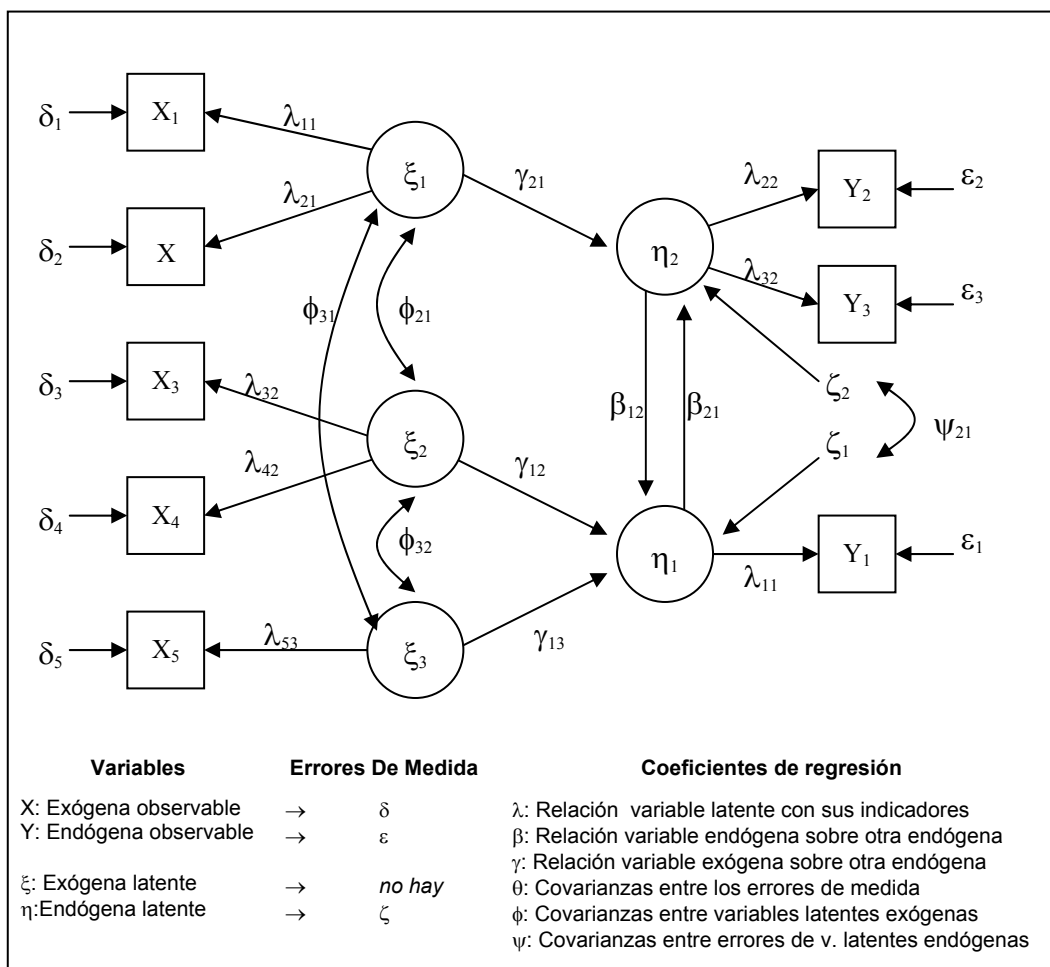 δ₁
X₁
λ₁₁
ξ₁
γ₂₁
λ₂₂
Y₂
ε₂
δ₂
X
λ₂₁
η₂
λ₃₂
Y₃
ε₃
ϕ₃₁
ϕ₂₁
δ₃
X₃
λ₃₂
ξ₂
β₁₂
β₂₁
ζ₂
ψ₂₁
ζ₁
δ₄
X₄
λ₄₂
γ₁₂
ϕ₃₂
η₁
λ₁₁
Y₁
ε₁
δ₅
X₅
λ₅₃
ξ₃
γ₁₃
Variables Errores De Medida Coeficientes de regresión
X: Exógena observable → δ λ: Relación variable latente con sus indicadores
Y: Endógena observable → ε β: Relación variable endógena sobre otra endógena
γ: Relación variable exógena sobre otra endógena
ξ: Exógena latente → no hay θ: Covarianzas entre los errores de medida
η:Endógena latente → ζ ϕ: Covarianzas entre variables latentes exógenas
ψ: Covarianzas entre errores de v. latentes endógenas